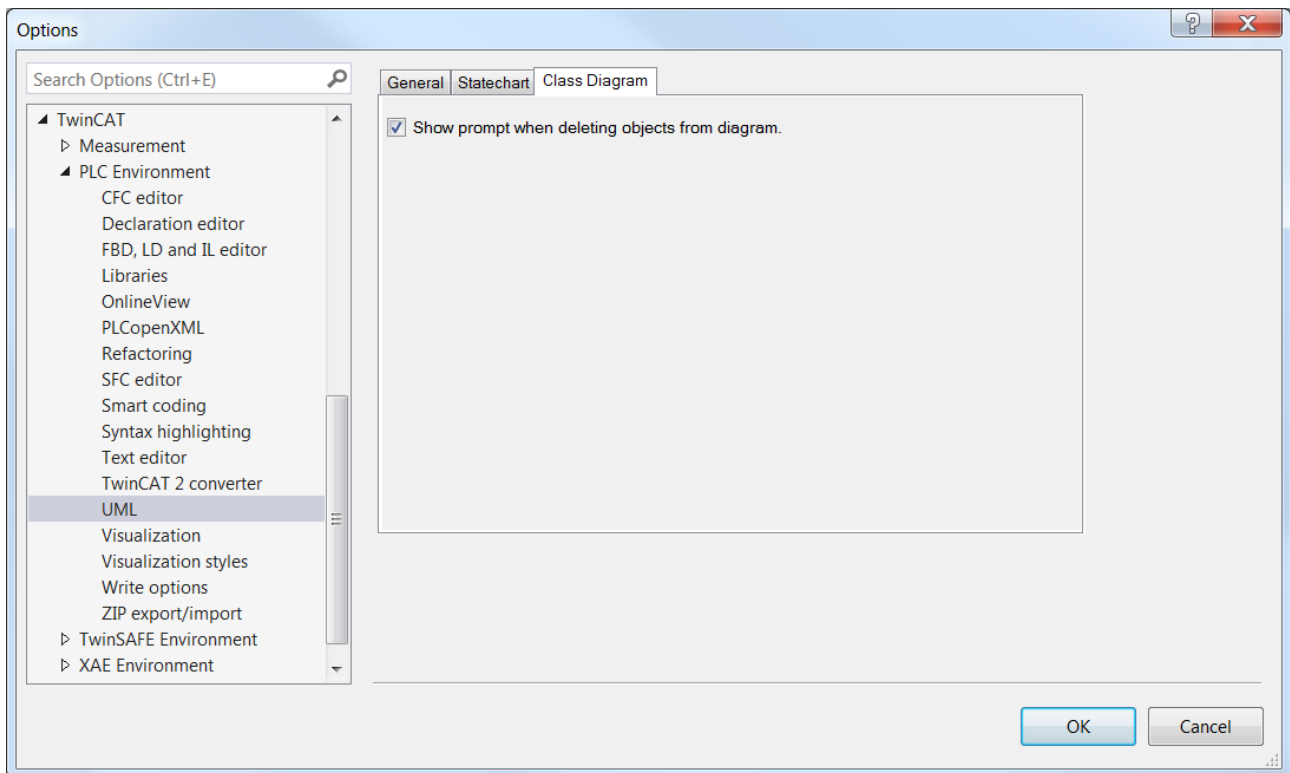 Options
Search Options (Ctrl+E)
TwinCAT
Measurement
PLC Environment
CFC editor
Declaration editor
FBD, LD and IL editor
Libraries
OnlineView
PLCopenXML
Refactoring
SFC editor
Smart coding
Syntax highlighting
Text editor
TwinCAT 2 converter
UML
Visualization
Visualization styles
Write options
ZIP export/import
TwinSAFE Environment
XAE Environment
General Statechart Class Diagram
Show prompt when deleting objects from diagram.
OK Cancel